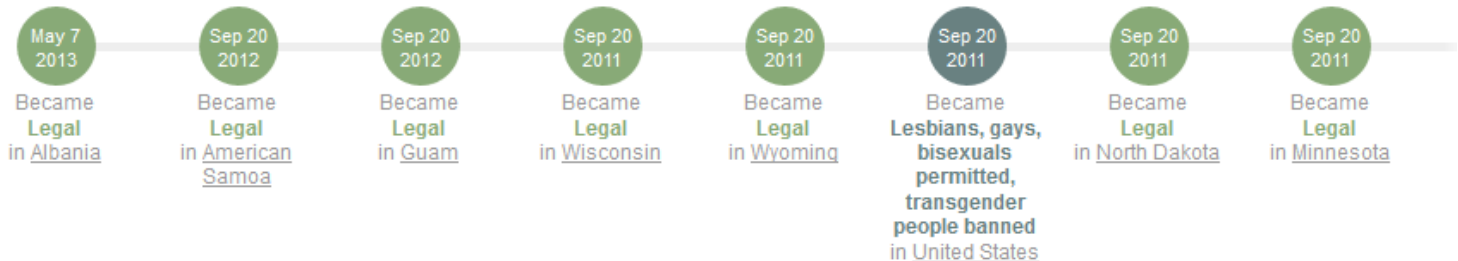 May 7
2013
Became
Legal
in Albania
Sep 20
2012
Became
Legal
in American
Samoa
Sep 20
2012
Became
Legal
in Guam
Sep 20
2011
Became
Legal
in Wisconsin
Sep 20
2011
Became
Legal
in Wyoming
Sep 20
2011
Became
Lesbians, gays,
bisexuals
permitted,
transgender
people banned
in United States
Sep 20
2011
Became
Legal
in North Dakota
Sep 20
2011
Became
Legal
in Minnesota